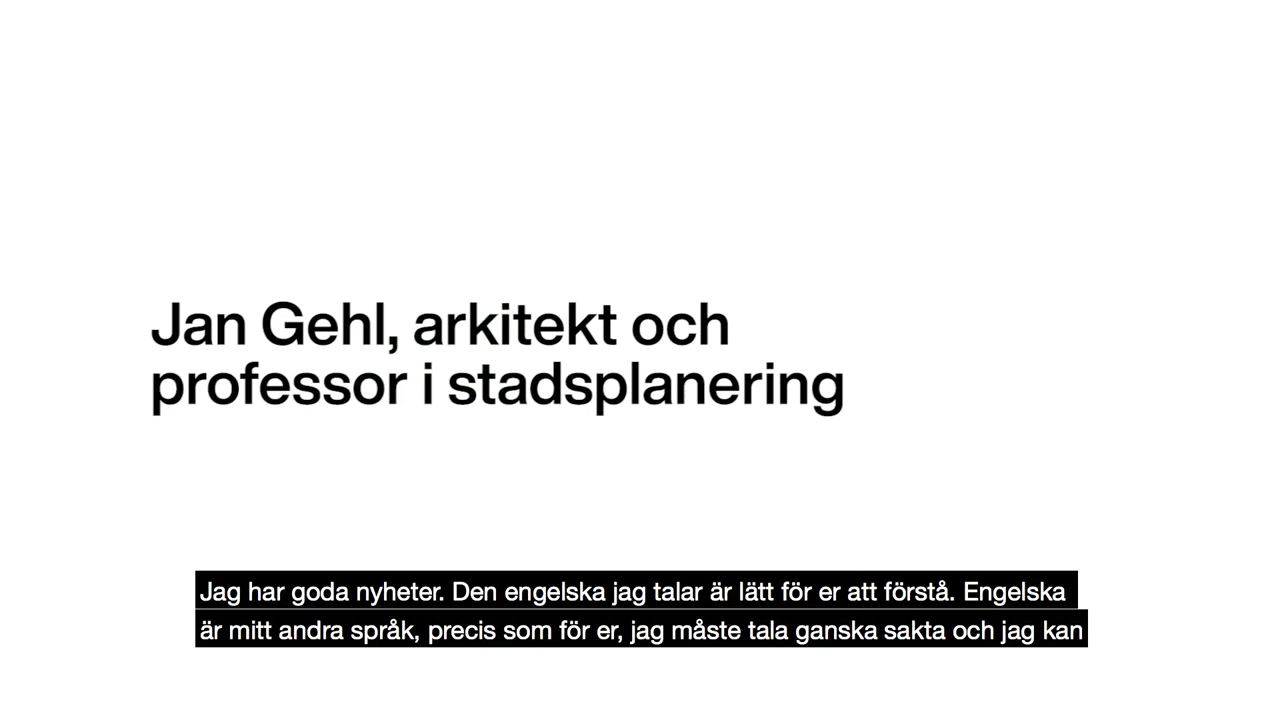 Jan Gehl, arkitekt och
professor i stadsplanering
Jag har goda nyheter. Den engelska jag talar är lätt för er att förstå. Engelska
är mitt andra språk, precis som för er, jag måste tala ganska sakta och jag kan